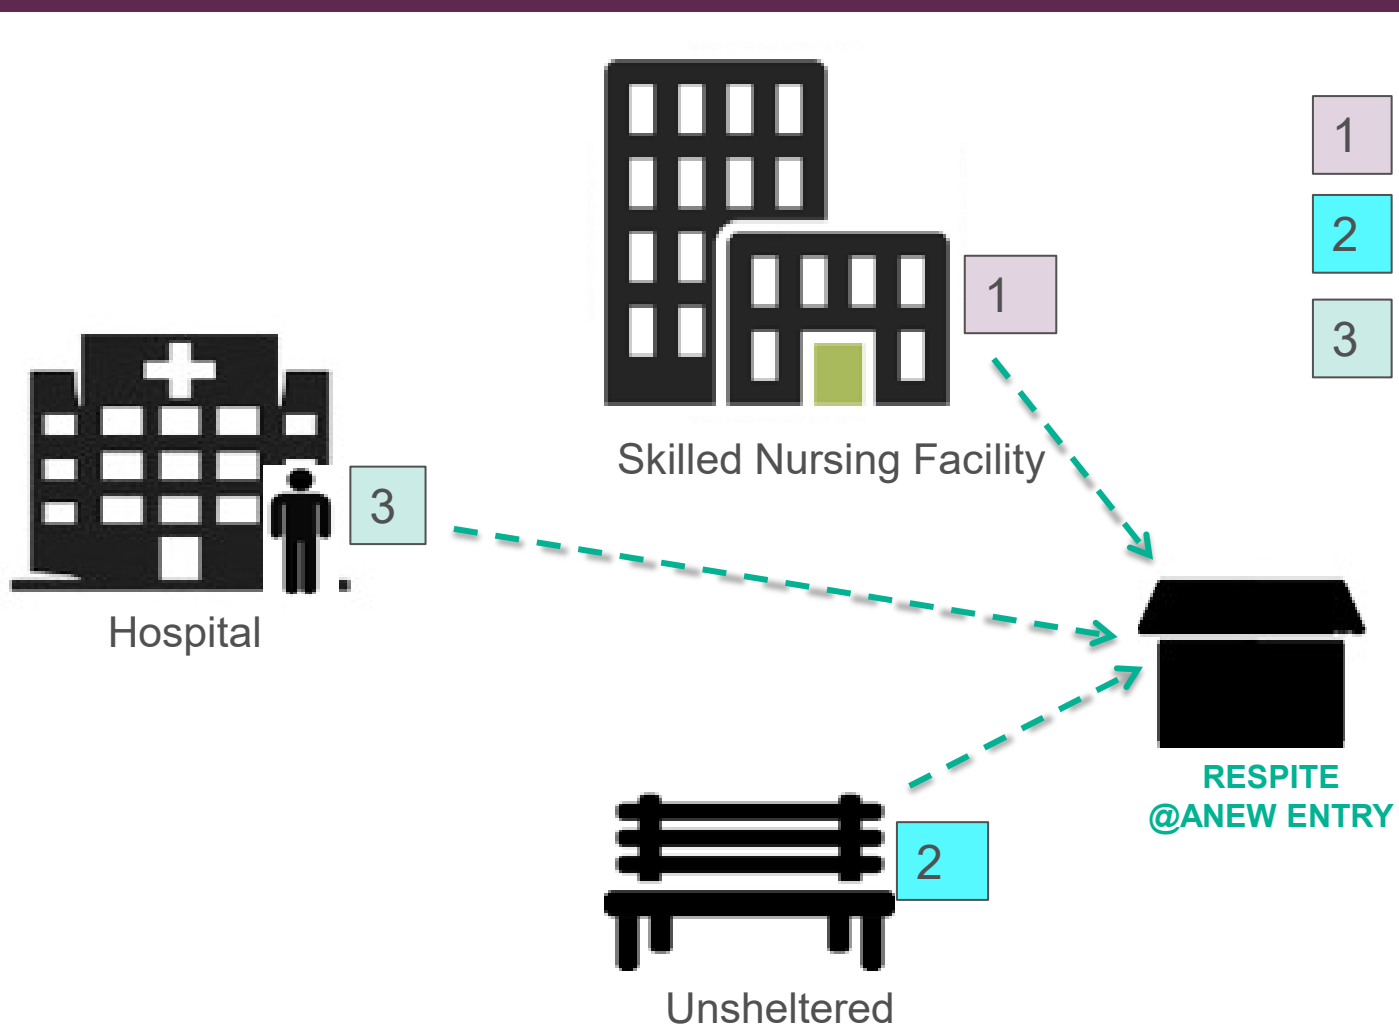 1
2
3
1
Skilled Nursing Facility
3
Hospital
RESPITE
@ANEW ENTRY
2
Unsheltered